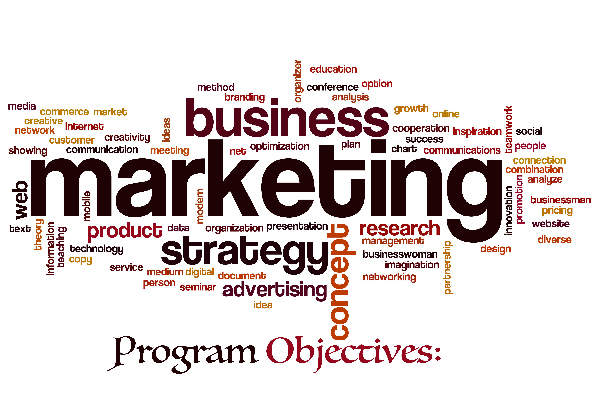 organizer
education
method
conference
option
branding
analysis
media
commerce
market
business
growth
online
creative
network
internet
ideas
cooperation
inspiration
teamwork
social
customer
creativity
plan
success
people
showing
communication
meeting
net
optimization
chart
communications
connection
combination
analyze
marketing
web
mobile
modern
innovation
promotion
businessman
pricing
text
theory
information
teaching
product
data
organization
presentation
concept
research
website
technology
strategy
management
partnership
design
diverse
copy
businesswoman
service
medium
digital
document
imagination
person
seminar
advertising
networking
idea
Program Objectives: